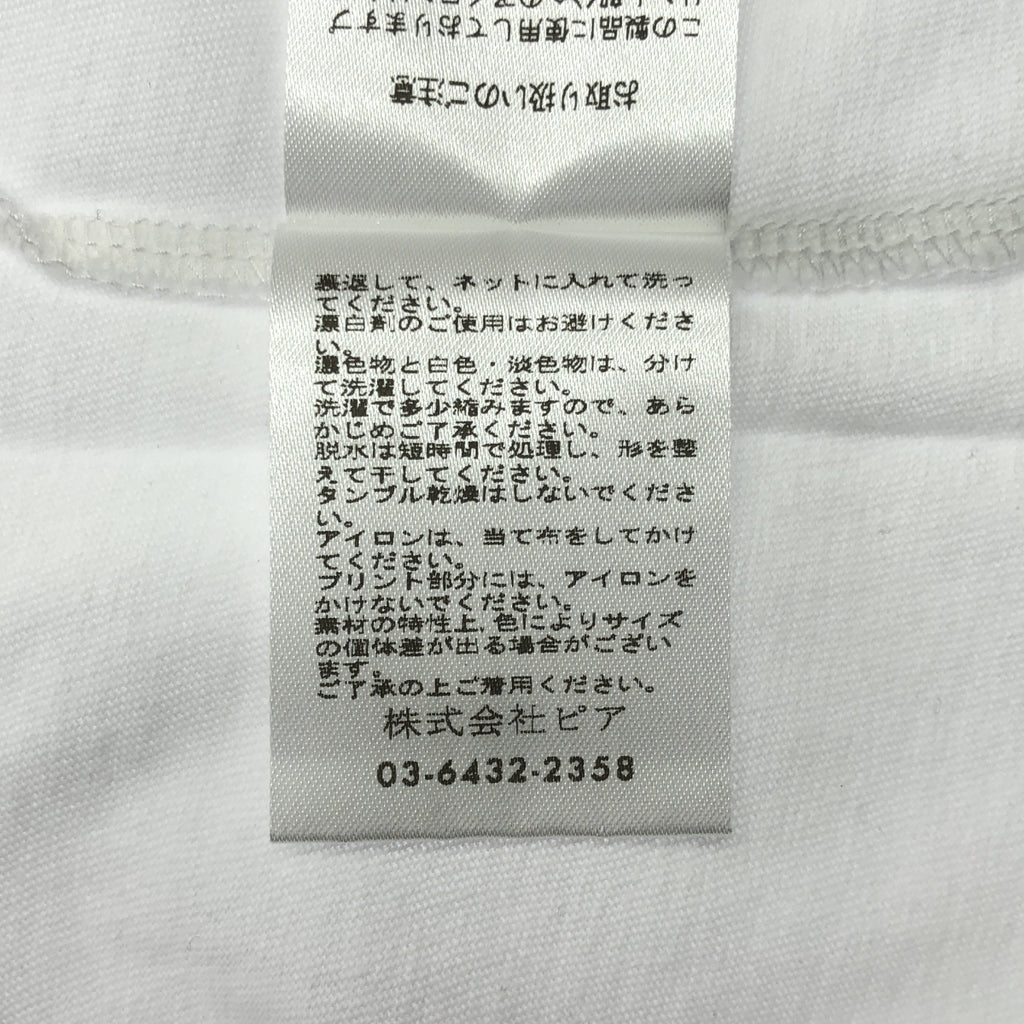 お取り扱いのご注意
この製品に使用しておりますプ
裏返して、ネットに入れて洗っ
てください。
漂白剤のご使用はお避けくださ
い。
濃色物と白色・淡色物は、分け
て洗濯してください。
洗濯で多少縮みますので、あら
かじめご了承ください。
脱水は短時間で処理し、形を整
えて干してください。
タンブル乾燥はしないでくださ
い。
アイロンは、当て布をしてかけ
てください。
プリント部分には、アイロンを
かけないでください。
素材の特性上,色によりサイズ
の個体差が出る場合がござい
ます。
ご了承の上ご着用ください。
株式会社ピア
03-6432-2358